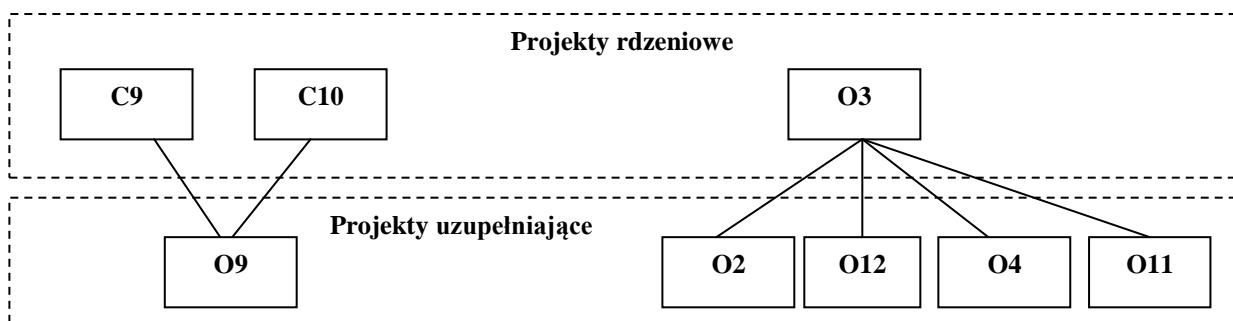 Projekty rdzeniowe
C9 C10 O3
Projekty uzupełniające
O9 O2 O12 O4 O11